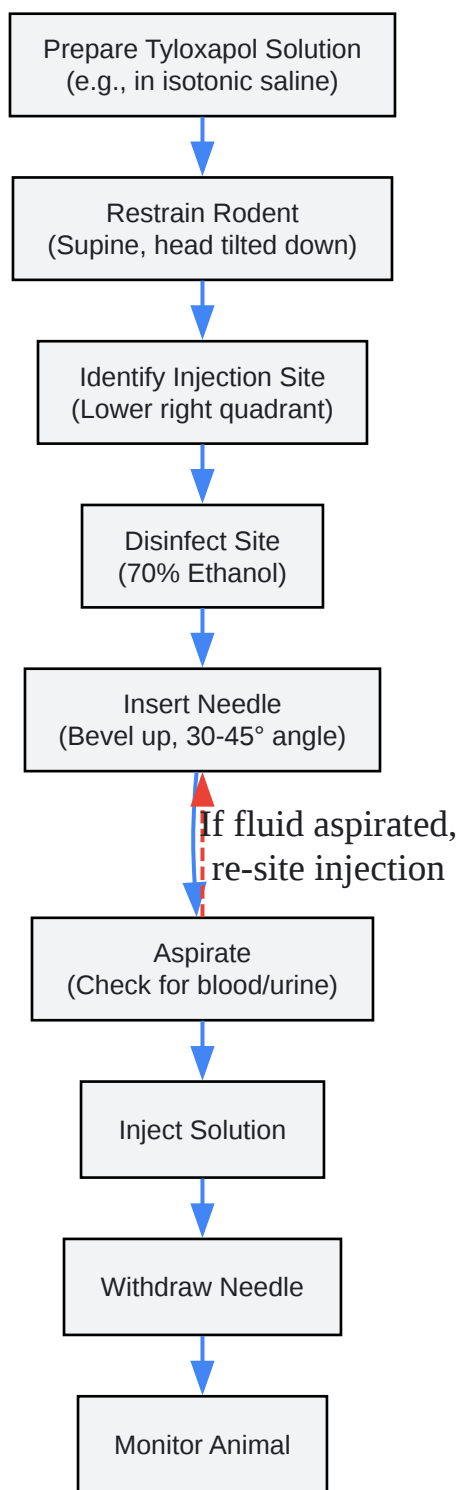 Prepare Tyloxapol Solution
(e.g., in isotonic saline)
Restrain Rodent
(Supine, head tilted down)
Identify Injection Site
(Lower right quadrant)
Disinfect Site
(70% Ethanol)
Insert Needle
(Bevel up, 30-45° angle)
If fluid aspirated,
re-site injection
Aspirate
(Check for blood/urine)
Inject Solution
Withdraw Needle
Monitor Animal